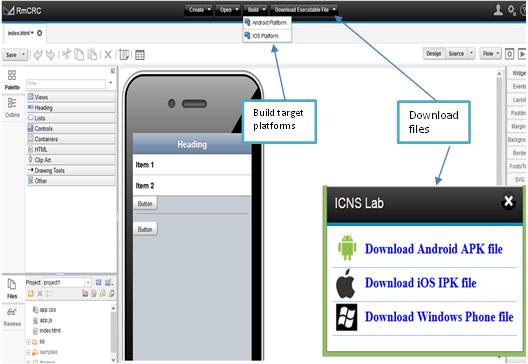 RmCRC
Create Open Build Download Executable File
Android Platform
IOS Platform
index.html*
Save
Design Source Flow
Palette
Outline
Filter...
Views
Heading
Lists
Controls
Containers
HTML
Clip Art
Drawing Tools
Other
Build target
platforms
Download
files
Heading
Item 1
Item 2
Button
Button
Widge
Events
Layou
Paddin
Margin
Backgrou
Border
Fonts/Te
SVG
ICNS Lab
Download Android APK file
Download iOS IPK file
Download Windows Phone file
Files
Reviews
Project: project1
app.css
app.js
index.html
lib
samples